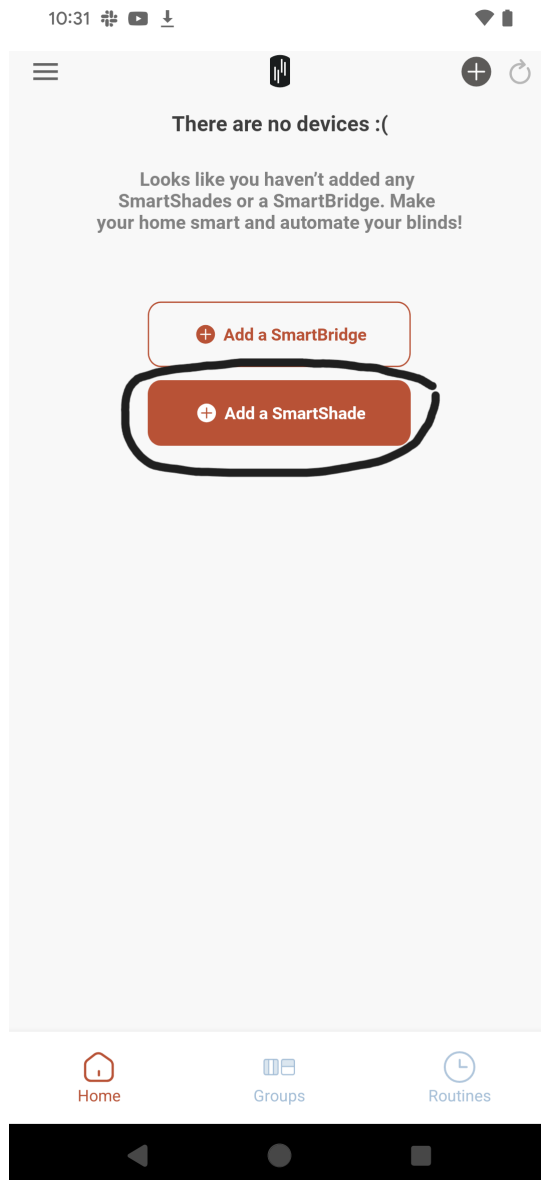 10:31
There are no devices :(
Looks like you haven’t added any
SmartShades or a SmartBridge. Make
your home smart and automate your blinds!
Add a SmartBridge
Add a SmartShade
Home Groups Routines